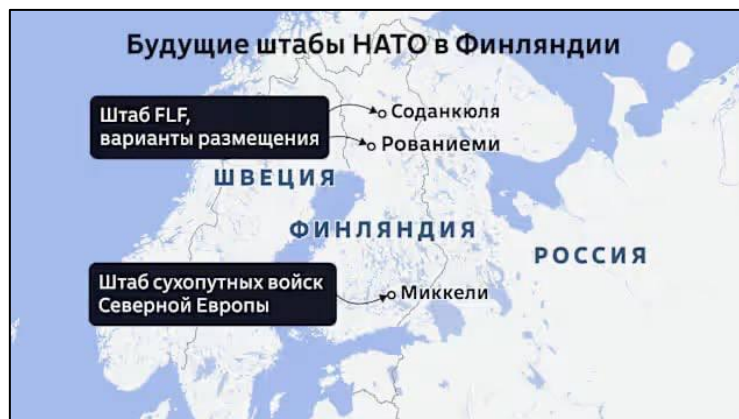 Будущие штабы НАТО в Финляндии
Штаб FLF,
варианты размещения
Соданкюля
Рованиеми
ШВЕЦИЯ
ФИНЛЯНДИЯ
РОССИЯ
Штаб сухопутных войск
Северной Европы
Миккели